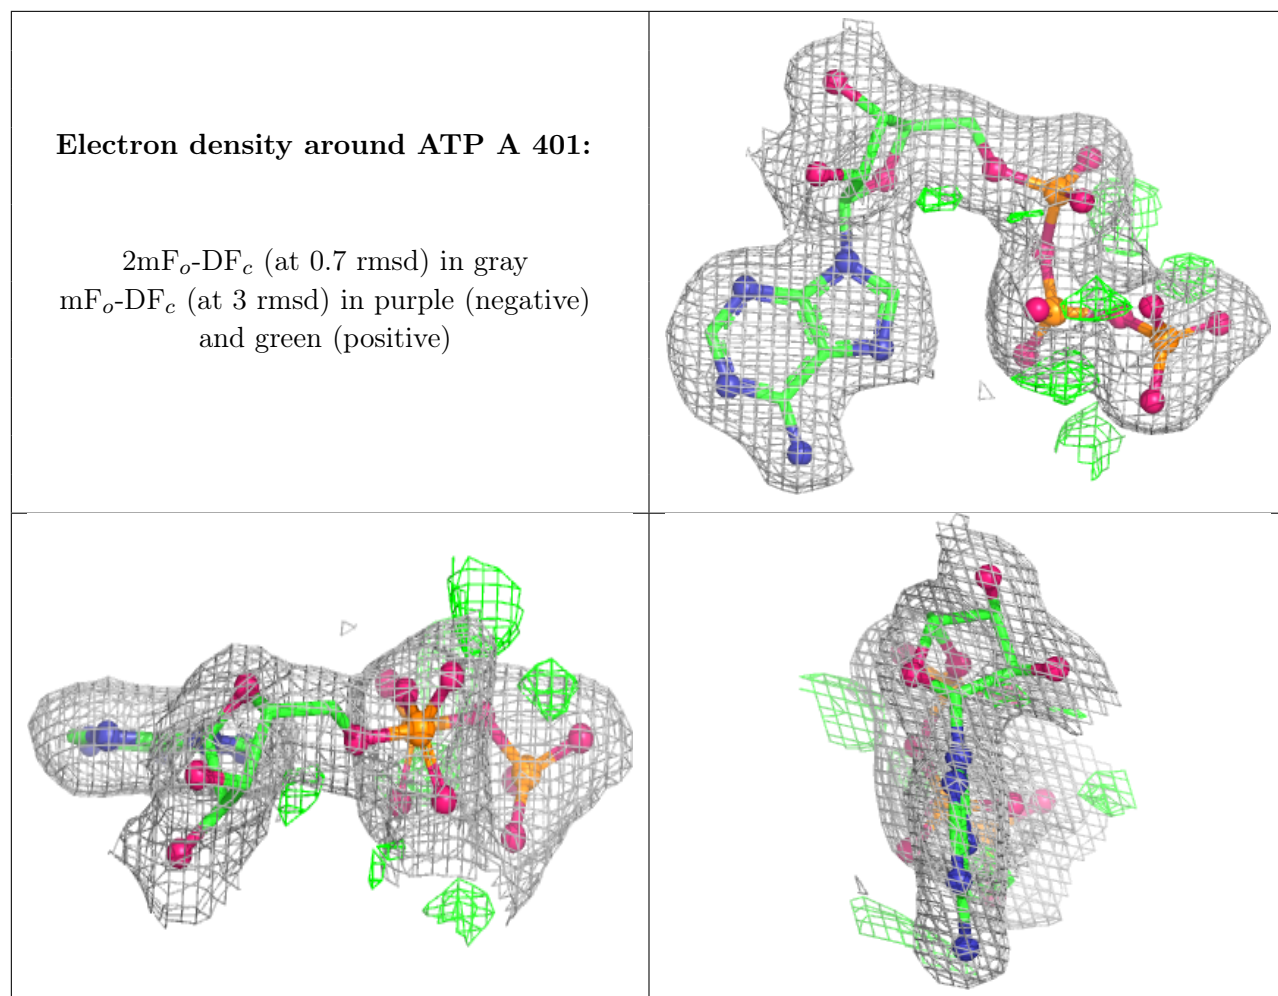 Electron density around ATP A 401:
2mFo-DFc (at 0.7 rmsd) in gray
mFo-DFc (at 3 rmsd) in purple (negative)
and green (positive)